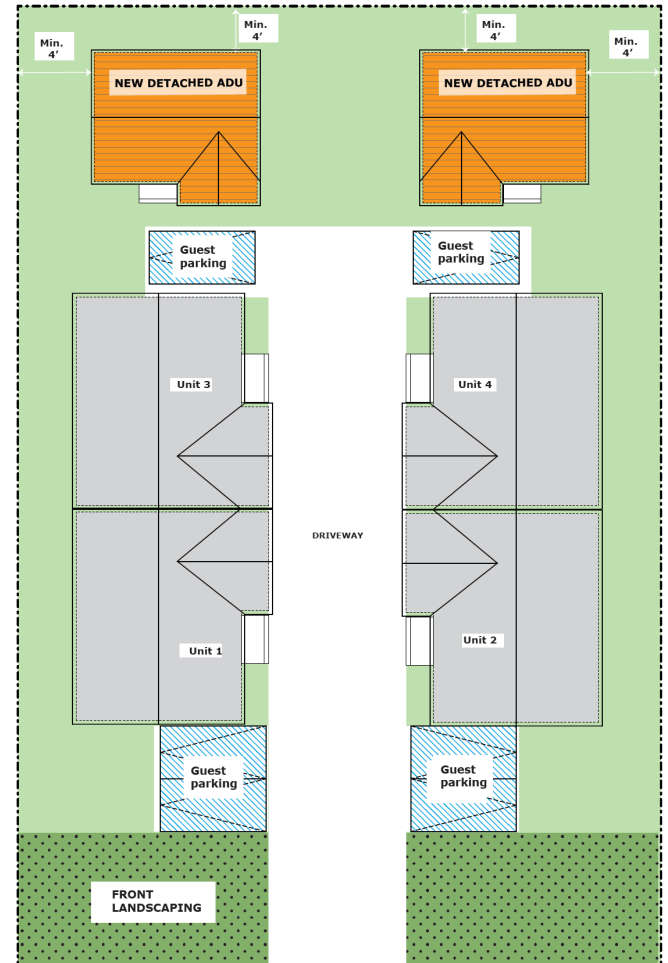 Min.
4’
Min.
4’
Min.
4’
Min.
4’
NEW DETACHED ADU
NEW DETACHED ADU
Guest
parking
Guest
parking
Unit 3
Unit 4
DRIVEWAY
Unit 1
Unit 2
Guest
parking
Guest
parking
FRONT
LANDSCAPING